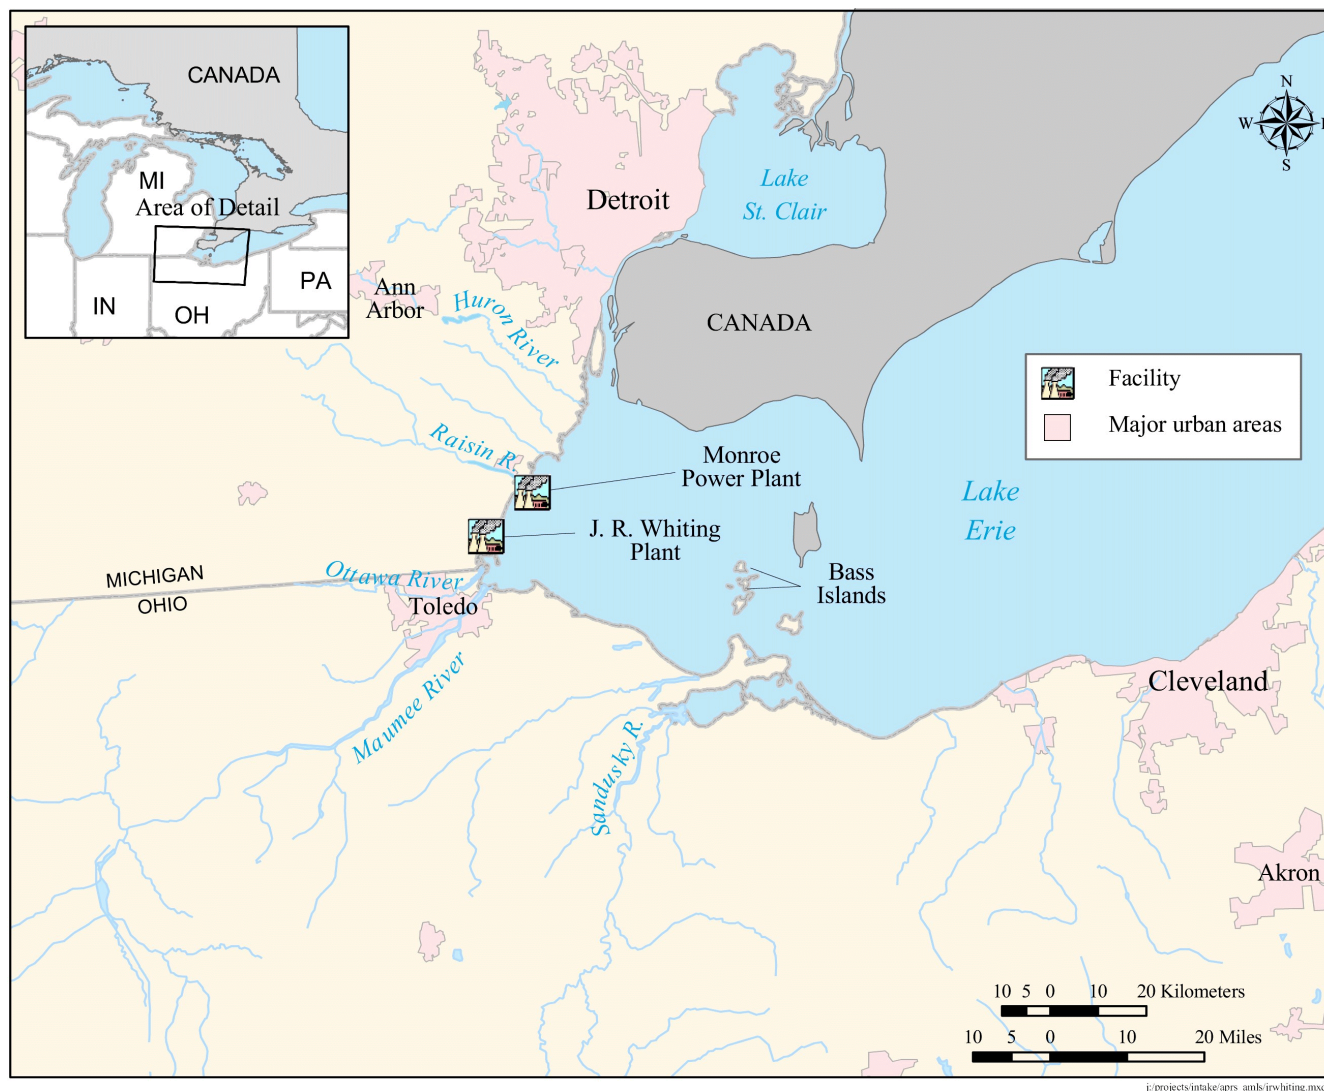 CANADA
MI
Area of Detail
IN
OH
PA
N
W
S
Detroit
Lake
St. Clair
Ann
Arbor
Huron River
CANADA
Facility
Major urban areas
Raisin R.
Monroe
Power Plant
Lake
Erie
J. R. Whiting
Plant
MICHIGAN
OHIO
Ottawa River
Toledo
Bass
Islands
Maumee River
Sandusky R.
Cleveland
Akron
10 5 0 10 20 Kilometers
10 5 0 10 20 Miles